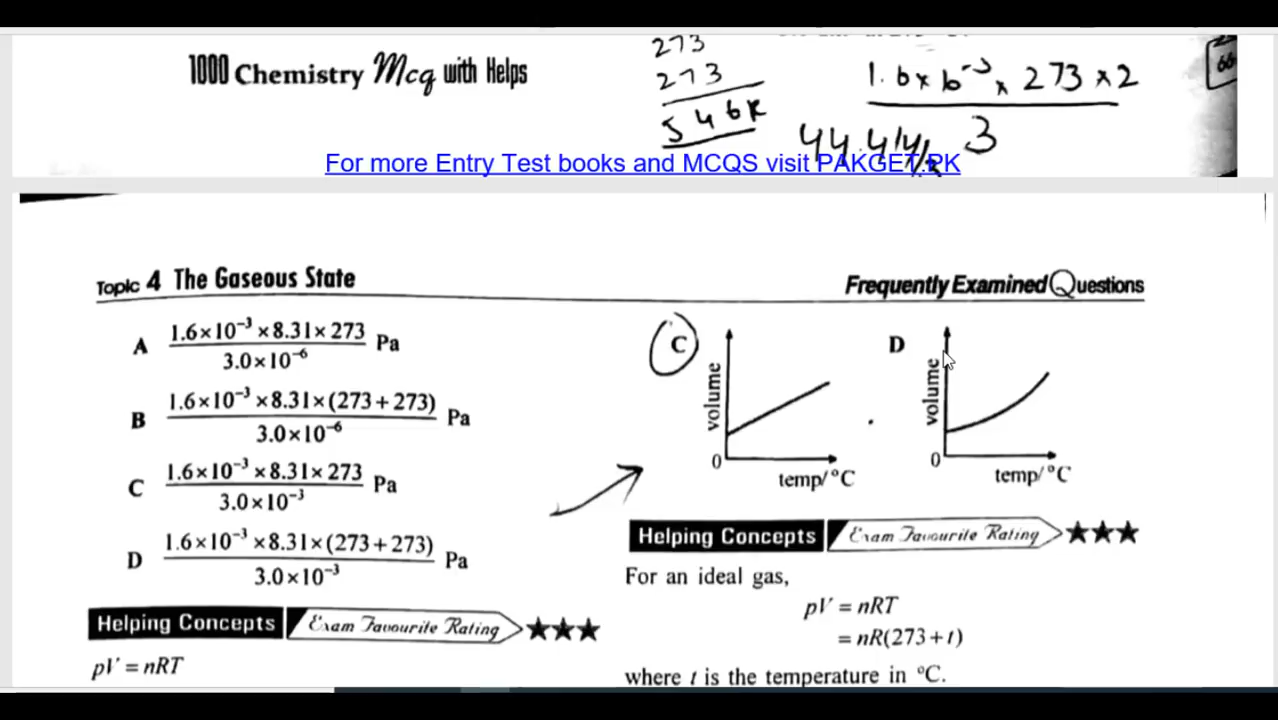 273
1000 Chemistry Mcq with Helps
273
546K
1.6×10⁻³ × 273 × 2
3
66
For more Entry Test books and MCQS visit PAKGET.PK
Topic 4 The Gaseous State
Frequently Examined Questions
A 1.6×10⁻³×8.31×273 / 3.0×10⁻⁶ Pa
B 1.6×10⁻³×8.31×(273+273) / 3.0×10⁻⁶ Pa
C 1.6×10⁻³×8.31×273 / 3.0×10⁻³ Pa
D 1.6×10⁻³×8.31×(273+273) / 3.0×10⁻³ Pa
Helping Concepts Exam Favourite Rating
pV = nRT
C
volume
0
temp/°C
D
volume
0
temp/°C
Helping Concepts Exam Favourite Rating
For an ideal gas,
pV = nRT
= nR(273+t)
where t is the temperature in °C.